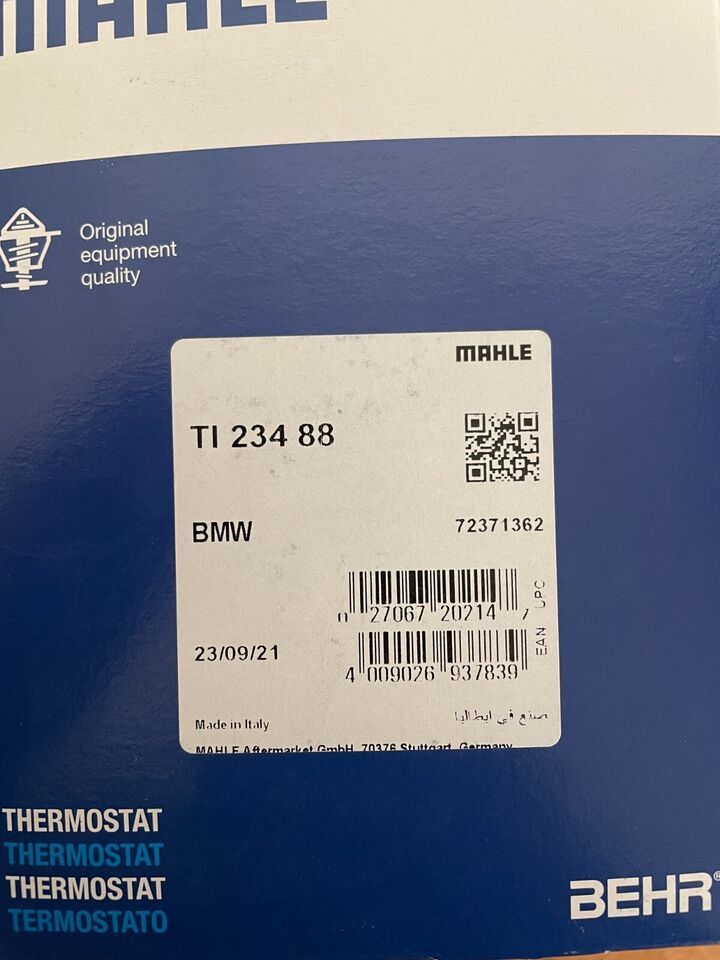 MAHLE
Original
equipment
quality
MAHLE
TI 234 88
BMW
72371362
0 27067 20214 7
UPC
23/09/21
4 009026 937839
EAN
Made in Italy
صنع في ايطاليا
MAHLE Aftermarket GmbH, 70376 Stuttgart, Germany
THERMOSTAT
THERMOSTAT
THERMOSTAT
TERMOSTATO
BEHR®